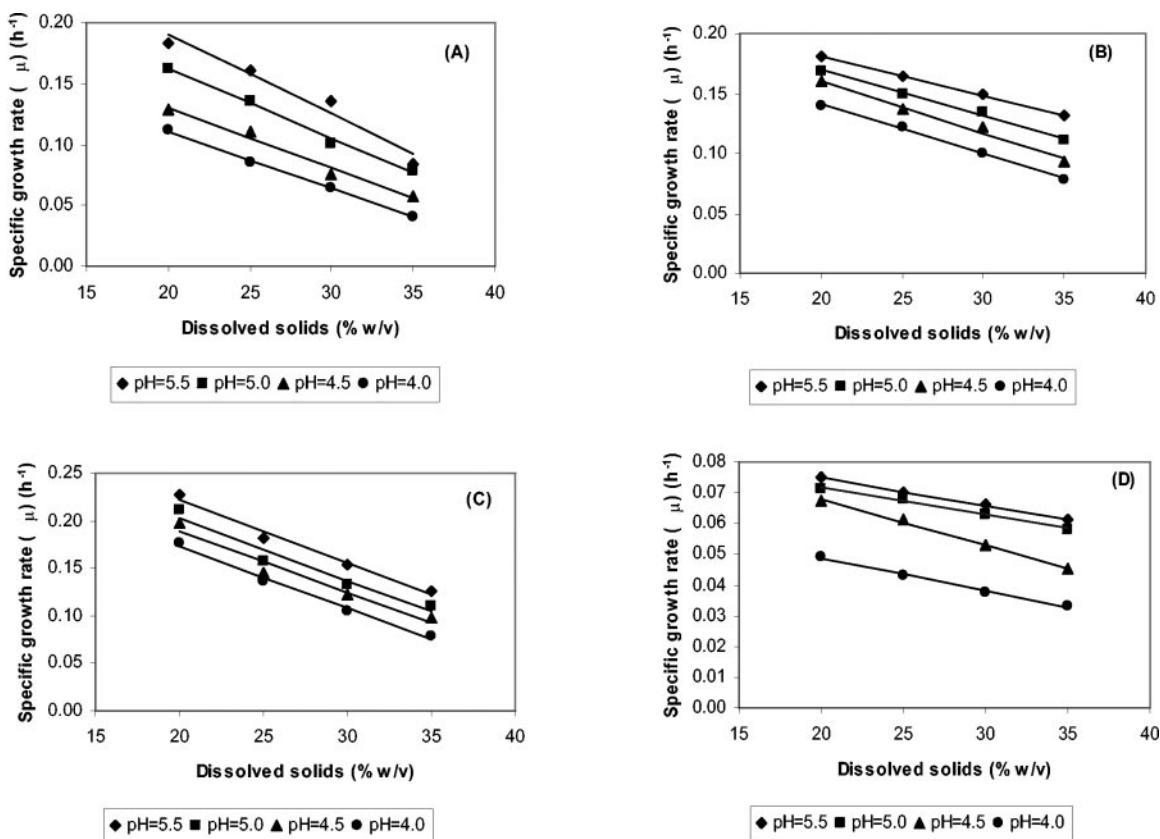 Specific growth rate ( μ) (h⁻¹)
0.20
0.15
0.10
0.05
0.00
(A)
15 20 25 30 35 40
Dissolved solids (% w/v)
pH=5.5 pH=5.0 pH=4.5 pH=4.0
Specific growth rate ( μ) (h⁻¹)
0.20
0.15
0.10
0.05
0.00
(B)
15 20 25 30 35 40
Dissolved solids (% w/v)
pH=5.5 pH=5.0 pH=4.5 pH=4.0
Specific growth rate ( μ) (h⁻¹)
0.25
0.20
0.15
0.10
0.05
0.00
(C)
15 20 25 30 35 40
Dissolved solids (% w/v)
pH=5.5 pH=5.0 pH=4.5 pH=4.0
Specific growth rate ( μ) (h⁻¹)
0.08
0.07
0.06
0.05
0.04
0.03
0.02
0.01
0.00
(D)
15 20 25 30 35 40
Dissolved solids (% w/v)
pH=5.5 pH=5.0 pH=4.5 pH=4.0